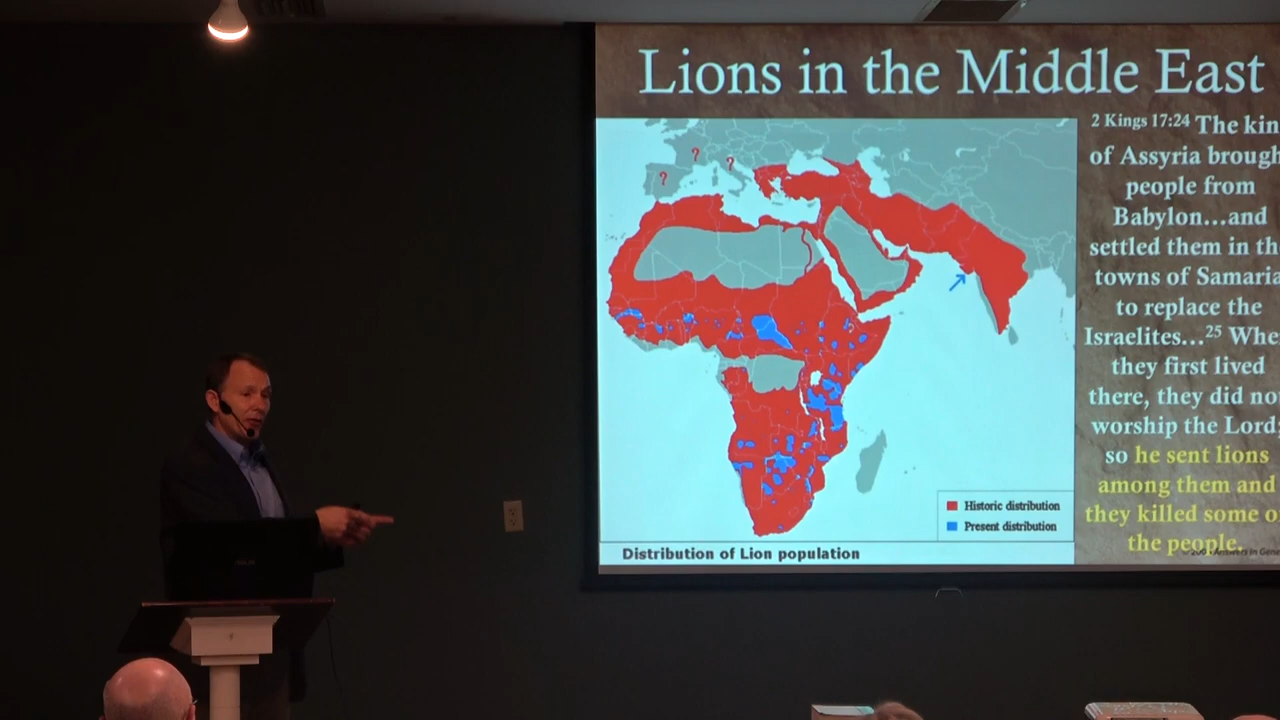 Lions in the Middle East
2 Kings 17:24 The kin
of Assyria brough
people from
Babylon...and
settled them in th
towns of Samaria
to replace the
Israelites...25 Whe
they first lived
there, they did no
worship the Lord;
so he sent lions
among them and
they killed some o
the people.
? ? ?
Historic distribution
Present distribution
Distribution of Lion population
Answers in Gene